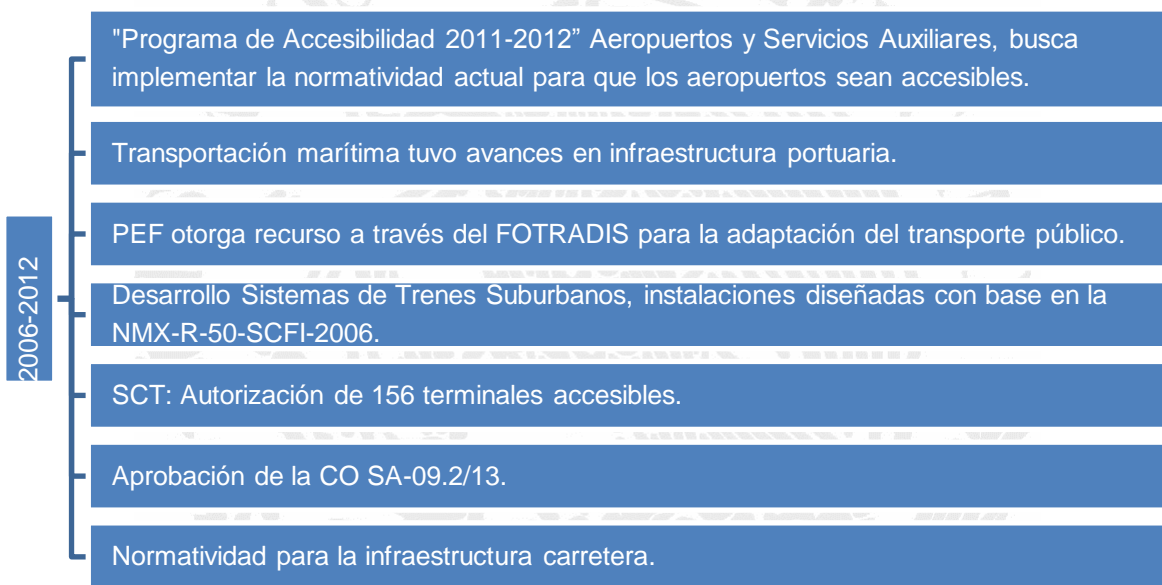 2006-2012
"Programa de Accesibilidad 2011-2012” Aeropuertos y Servicios Auxiliares, busca
implementar la normatividad actual para que los aeropuertos sean accesibles.
Transportación marítima tuvo avances en infraestructura portuaria.
PEF otorga recurso a través del FOTRADIS para la adaptación del transporte público.
Desarrollo Sistemas de Trenes Suburbanos, instalaciones diseñadas con base en la
NMX-R-50-SCFI-2006.
SCT: Autorización de 156 terminales accesibles.
Aprobación de la CO SA-09.2/13.
Normatividad para la infraestructura carretera.